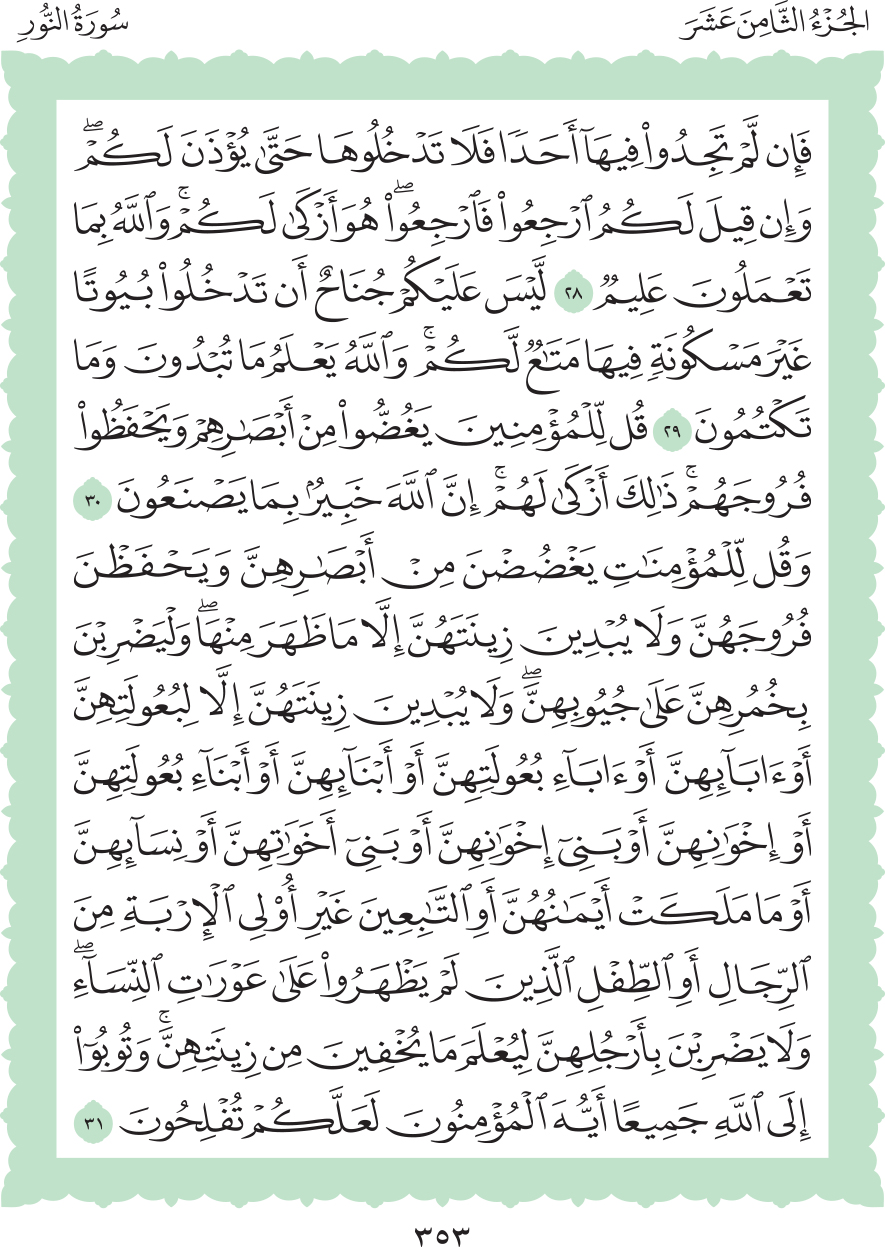 الجُزْءُ الثَّامِنَ عَشَرَ
سُورَةُ النُّورِ
فَإِن لَّمْ تَجِدُوا۟ فِيهَآ أَحَدًۭا فَلَا تَدْخُلُوهَا حَتَّىٰ يُؤْذَنَ لَكُمْ ۖ
وَإِن قِيلَ لَكُمُ ٱرْجِعُوا۟ فَٱرْجِعُوا۟ ۖ هُوَ أَزْكَىٰ لَكُمْ ۚ وَٱللَّهُ بِمَا
تَعْمَلُونَ عَلِيمٌۭ ٢٨ لَّيْسَ عَلَيْكُمْ جُنَاحٌ أَن تَدْخُلُوا۟ بُيُوتًا
غَيْرَ مَسْكُونَةٍۢ فِيهَا مَتَـٰعٌۭ لَّكُمْ ۚ وَٱللَّهُ يَعْلَمُ مَا تُبْدُونَ وَمَا
تَكْتُمُونَ ٢٩ قُل لِّلْمُؤْمِنِينَ يَغُضُّوا۟ مِنْ أَبْصَـٰرِهِمْ وَيَحْفَظُوا۟
فُرُوجَهُمْ ۚ ذَٰلِكَ أَزْكَىٰ لَهُمْ ۚ إِنَّ ٱللَّهَ خَبِيرٌۢ بِمَا يَصْنَعُونَ ٣٠
وَقُل لِّلْمُؤْمِنَـٰتِ يَغْضُضْنَ مِنْ أَبْصَـٰرِهِنَّ وَيَحْفَظْنَ
فُرُوجَهُنَّ وَلَا يُبْدِينَ زِينَتَهُنَّ إِلَّا مَا ظَهَرَ مِنْهَا ۖ وَلْيَضْرِبْنَ
بِخُمُرِهِنَّ عَلَىٰ جُيُوبِهِنَّ ۖ وَلَا يُبْدِينَ زِينَتَهُنَّ إِلَّا لِبُعُولَتِهِنَّ
أَوْ ءَابَآئِهِنَّ أَوْ ءَابَآءِ بُعُولَتِهِنَّ أَوْ أَبْنَآئِهِنَّ أَوْ أَبْنَآءِ بُعُولَتِهِنَّ
أَوْ إِخْوَٰنِهِنَّ أَوْ بَنِىٓ إِخْوَٰنِهِنَّ أَوْ بَنِىٓ أَخَوَٰتِهِنَّ أَوْ نِسَآئِهِنَّ
أَوْ مَا مَلَكَتْ أَيْمَـٰنُهُنَّ أَوِ ٱلتَّـٰبِعِينَ غَيْرِ أُو۟لِى ٱلْإِرْبَةِ مِنَ
ٱلرِّجَالِ أَوِ ٱلطِّفْلِ ٱلَّذِينَ لَمْ يَظْهَرُوا۟ عَلَىٰ عَوْرَٰتِ ٱلنِّسَآءِ ۖ
وَلَا يَضْرِبْنَ بِأَرْجُلِهِنَّ لِيُعْلَمَ مَا يُخْفِينَ مِن زِينَتِهِنَّ ۚ وَتُوبُوٓا۟
إِلَى ٱللَّهِ جَمِيعًا أَيُّهَ ٱلْمُؤْمِنُونَ لَعَلَّكُمْ تُفْلِحُونَ ٣١
٣٥٣